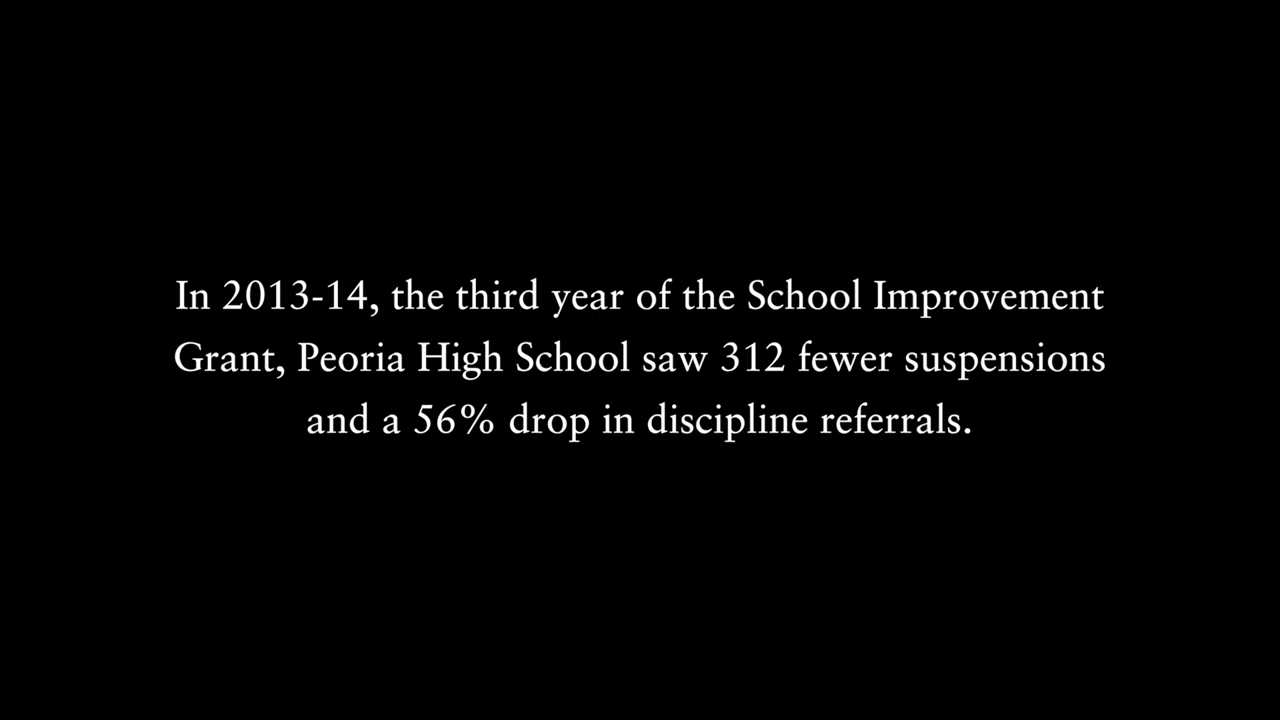 In 2013-14, the third year of the School Improvement
Grant, Peoria High School saw 312 fewer suspensions
and a 56% drop in discipline referrals.